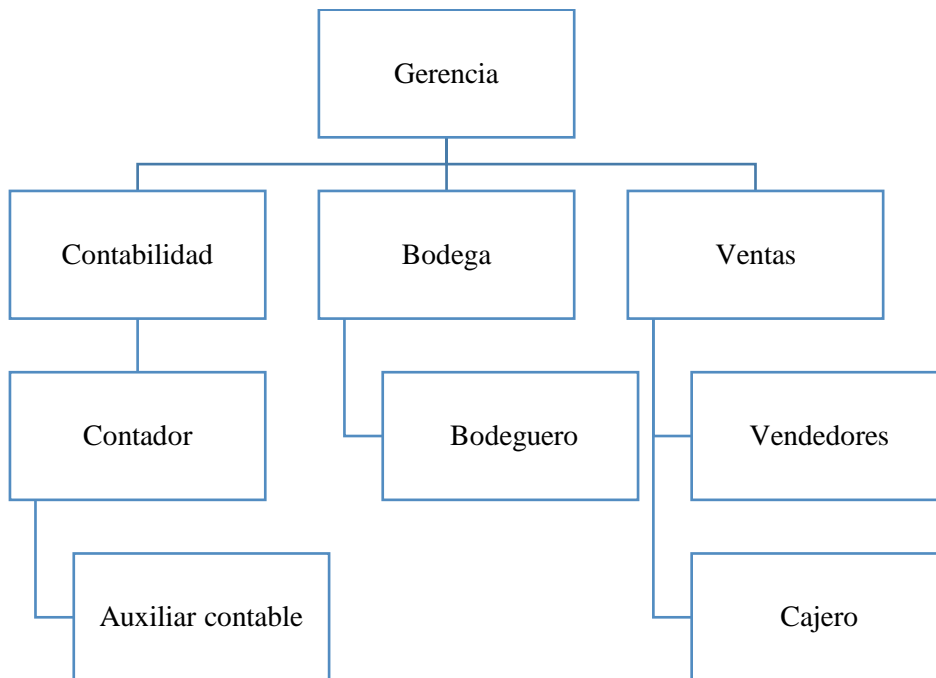 Gerencia
Contabilidad
Bodega
Ventas
Contador
Bodeguero
Vendedores
Auxiliar contable
Cajero